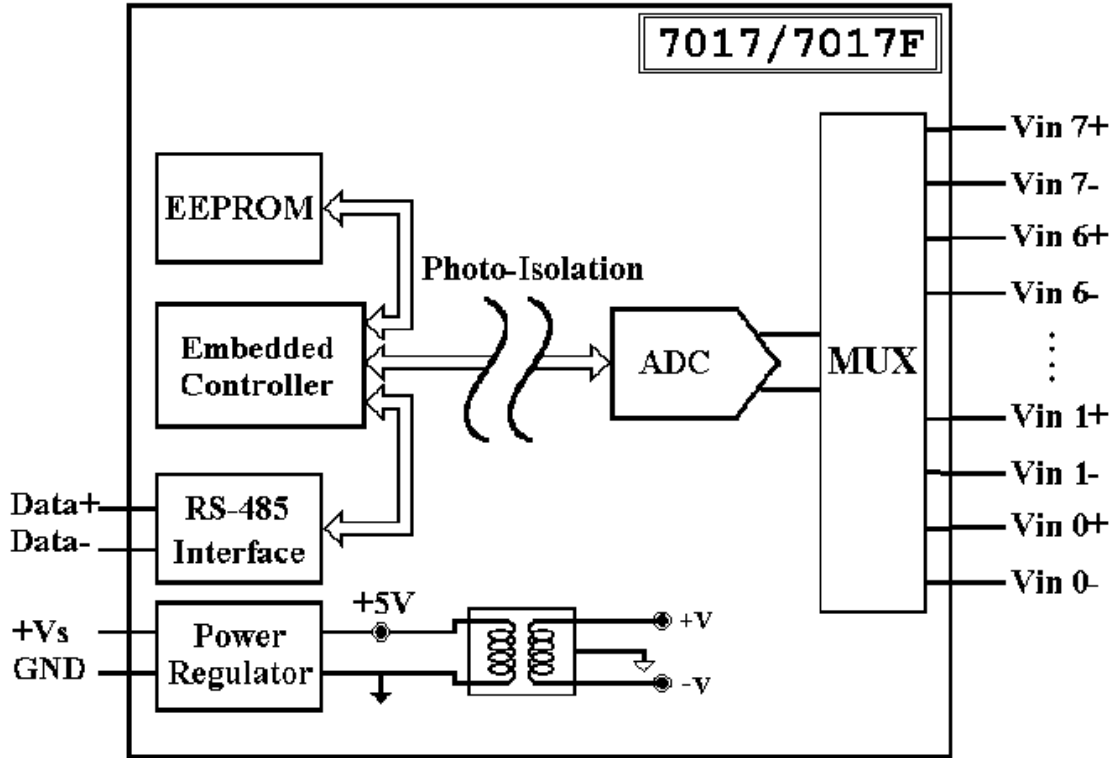 7017/7017F
EEPROM
Photo-Isolation
Embedded
Controller
ADC
MUX
Vin 7+
Vin 7-
Vin 6+
Vin 6-
Vin 1+
Vin 1-
Vin 0+
Vin 0-
Data+
Data-
RS-485
Interface
+Vs
GND
Power
Regulator
+5V
+V
-V